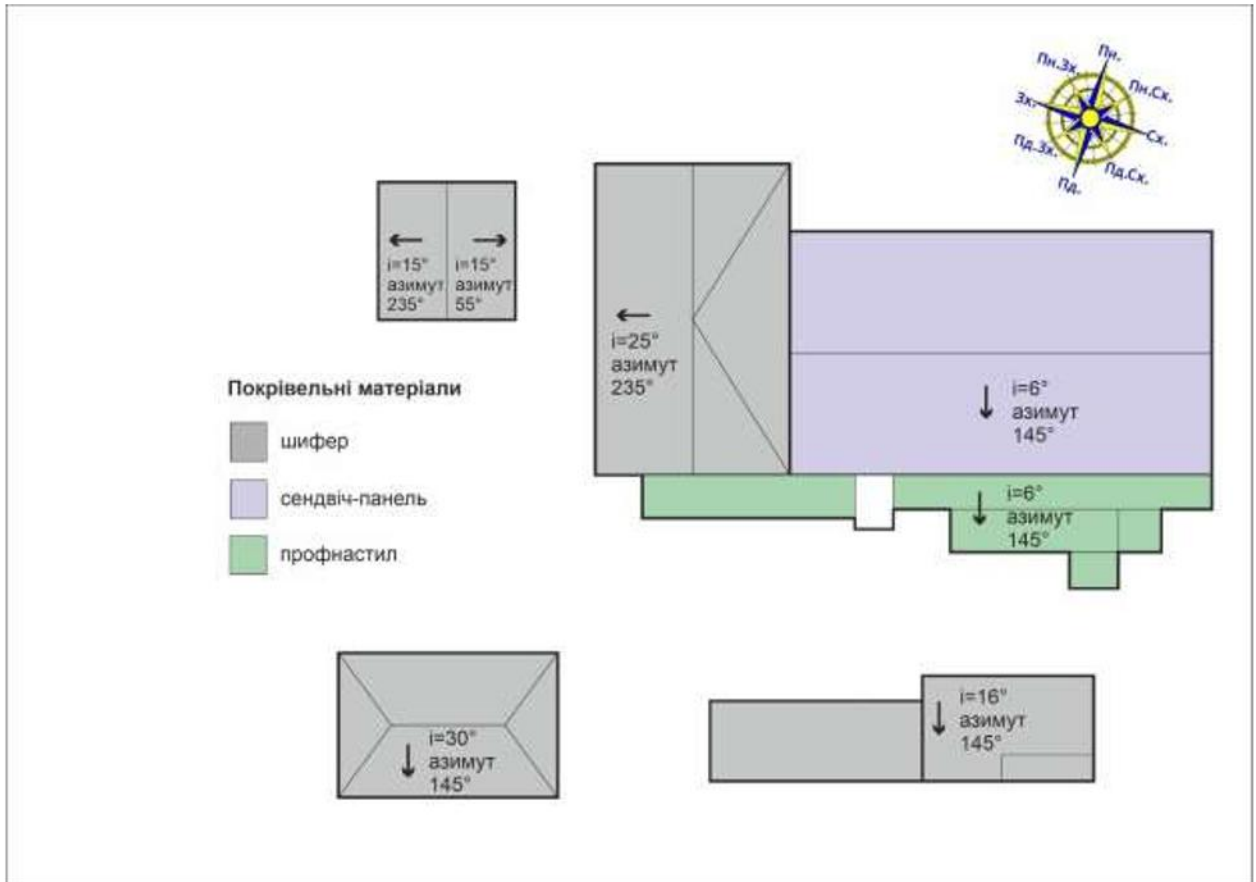 Пн.
Пн.Зх.
Пн.Сх.
Зх.
Сх.
Пд.Зх.
Пд.Сх.
Пд.
i=15°
азимут
235°
i=15°
азимут
55°
i=25°
азимут
235°
i=6°
азимут
145°
Покрівельні матеріали
шифер
сендвіч-панель
профнастил
i=6°
азимут
145°
i=30°
азимут
145°
i=16°
азимут
145°